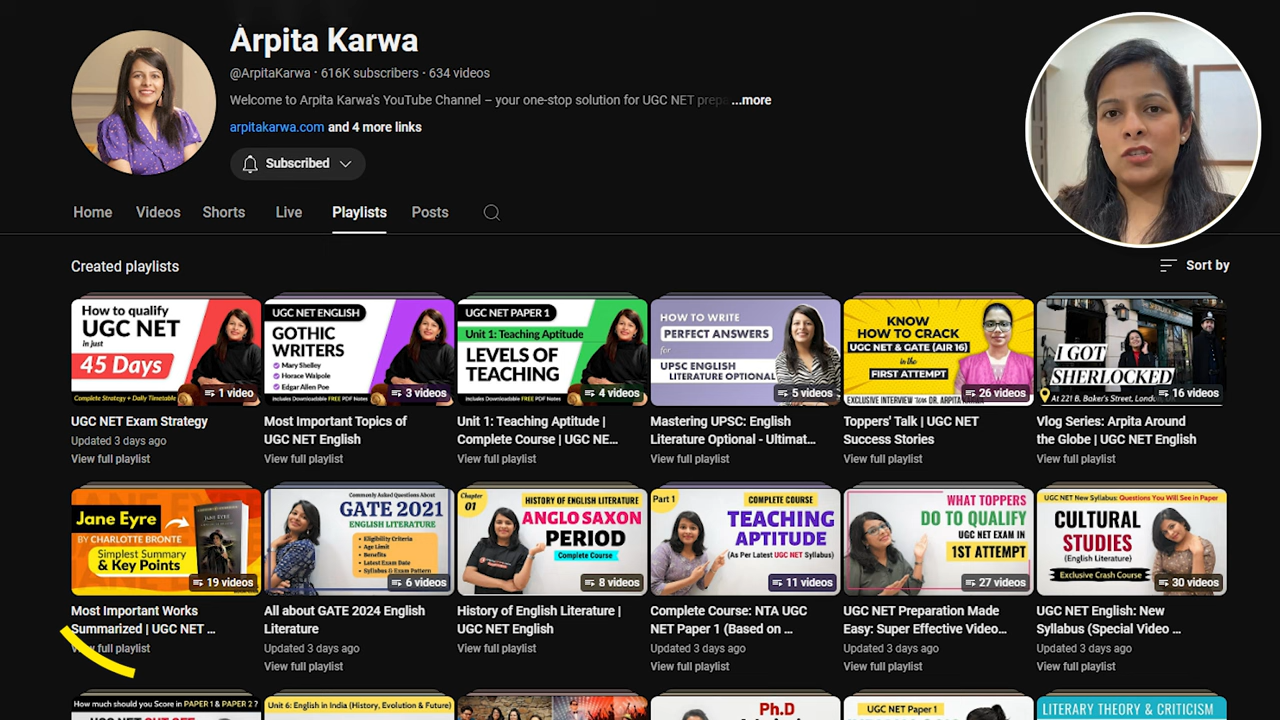 Arpita Karwa
@ArpitaKarwa · 616K subscribers · 634 videos
Welcome to Arpita Karwa's YouTube Channel – your one-stop solution for UGC NET prepa ...more
arpitakarwa.com and 4 more links
Subscribed
Home Videos Shorts Live Playlists Posts
Created playlists
Sort by
How to qualify
UGC NET
in just
45 Days
Complete Strategy + Daily Timetable
1 video
UGC NET Exam Strategy
Updated 3 days ago
View full playlist
UGC NET ENGLISH
GOTHIC
WRITERS
Mary Shelley
Horace Walpole
Edgar Allen Poe
Includes Downloadable FREE PDF Notes
3 videos
Most Important Topics of
UGC NET English
View full playlist
UGC NET PAPER 1
Unit 1: Teaching Aptitude
LEVELS OF
TEACHING
Includes Downloadable FREE PDF Notes
4 videos
Unit 1: Teaching Aptitude |
Complete Course | UGC NE...
View full playlist
HOW TO WRITE
PERFECT ANSWERS
for
UPSC ENGLISH
LITERATURE OPTIONAL
5 videos
Mastering UPSC: English
Literature Optional - Ultimat...
View full playlist
KNOW
HOW TO CRACK
UGC NET & GATE (AIR 16)
in the
FIRST ATTEMPT
EXCLUSIVE INTERVIEW
26 videos
Toppers' Talk | UGC NET
Success Stories
View full playlist
I GOT
SHERLOCKED
At 221 B, Baker's Street, London
16 videos
Vlog Series: Arpita Around
the Globe | UGC NET English
View full playlist
Jane Eyre
BY CHARLOTTE BRONTE
Simplest Summary
& Key Points
JANE EYRE
19 videos
Most Important Works
Summarized | UGC NET ...
full playlist
Commonly Asked Questions About
GATE 2021
ENGLISH LITERATURE
Eligibility Criteria
Age Limit
Benefits
Latest Exam Date
Syllabus & Exam Pattern
6 videos
All about GATE 2024 English
Literature
Updated 3 days ago
View full playlist
Chapter
01
HISTORY OF ENGLISH LITERATURE
ANGLO SAXON
PERIOD
Complete Course
8 videos
History of English Literature |
UGC NET English
View full playlist
Part 1
COMPLETE COURSE
TEACHING
APTITUDE
(As Per Latest UGC NET Syllabus)
11 videos
Complete Course: NTA UGC
NET Paper 1 (Based on ...
Updated 3 days ago
View full playlist
WHAT TOPPERS
DO TO QUALIFY
UGC NET EXAM IN
1ST ATTEMPT
27 videos
UGC NET Preparation Made
Easy: Super Effective Video...
Updated 3 days ago
View full playlist
UGC NET New Syllabus: Questions You Will See in Paper
CULTURAL
STUDIES
(English Literature)
Exclusive Crash Course
30 videos
UGC NET English: New
Syllabus (Special Video ...
Updated 3 days ago
View full playlist
How much should you Score in PAPER 1 & PAPER 2 ?
Unit 6: English in India (History, Evolution & Future)
Ph.D
UGC NET Paper 1
LITERARY THEORY & CRITICISM